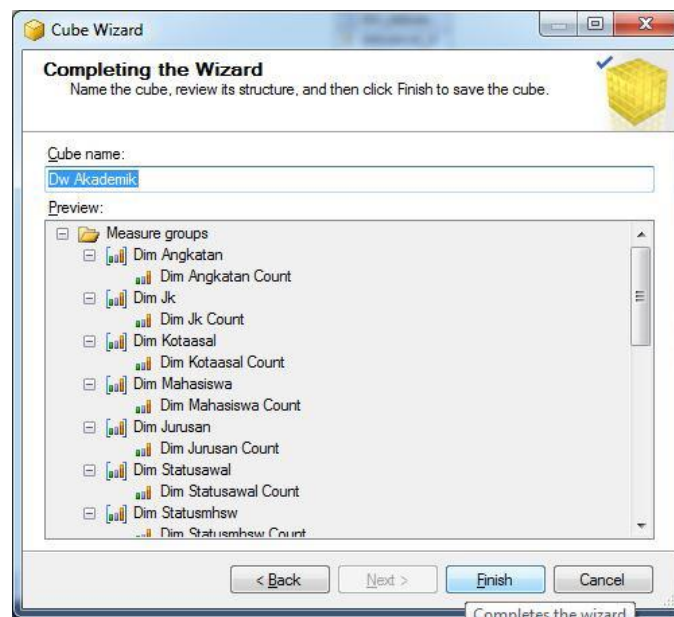 Cube Wizard
Completing the Wizard
Name the cube, review its structure, and then click Finish to save the cube.
Cube name:
Dw Akademik
Preview:
Measure groups
Dim Angkatan
Dim Angkatan Count
Dim Jk
Dim Jk Count
Dim Kotaasal
Dim Kotaasal Count
Dim Mahasiswa
Dim Mahasiswa Count
Dim Jurusan
Dim Jurusan Count
Dim Statusawal
Dim Statusawal Count
Dim Statusmhsw
Dim Statusmhsw Count
< Back Next > Finish Cancel
Completes the wizard